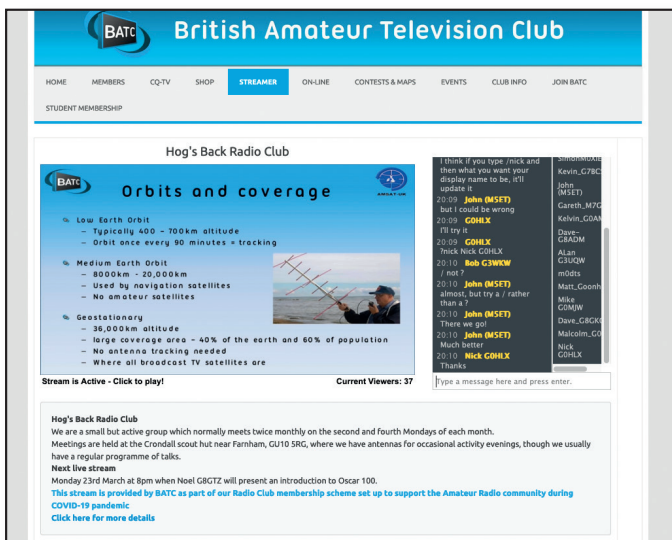 BATC
British Amateur Television Club
HOME MEMBERS CQ-TV SHOP STREAMER ON-LINE CONTESTS & MAPS EVENTS CLUB INFO JOIN BATC
STUDENT MEMBERSHIP
Hog's Back Radio Club
BATC
Orbits and coverage
AMSAT-UK
Low Earth Orbit
– Typically 400 – 700km altitude
– Orbit once every 90 minutes = tracking
Medium Earth Orbit
– 8000km - 20,000km
– Used by navigation satellites
– No amateur satellites
Geostationary
– 36,000km altitude
– large coverage area – 40% of the earth and 60% of population
– No antenna tracking needed
– Where all broadcast TV satellites are
Stream is Active - Click to play!
Current Viewers: 37
I think if you type /nick and
then what you want your
display name to be, it'll
update it
20:09 John (M5ET)
but I could be wrong
20:09 G0HLX
I'll try it
20:09 G0HLX
?nick Nick G0HLX
20:10 Bob G3WKW
/ not ?
20:10 John (M5ET)
almost, but try a / rather
than a ?
20:10 John (M5ET)
There we go!
20:10 John (M5ET)
Much better
20:10 Nick G0HLX
Thanks
Kevin_G7BC
John
(M5ET)
Gareth_M7G
Kelvin_G0AM
Dave-
G8ADM
ALan
G3UQW
m0dts
Matt_Goonh
Mike
G0MJW
Dave_G8GK
Malcolm_G0
Nick
G0HLX
Type a message here and press enter.
Hog's Back Radio Club
We are a small but active group which normally meets twice monthly on the second and fourth Mondays of each month.
Meetings are held at the Crondall scout hut near Farnham, GU10 5RG, where we have antennas for occasional activity evenings, though we usually
have a regular programme of talks.
Next live stream
Monday 23rd March at 8pm when Noel G8GTZ will present an introduction to Oscar 100.
This stream is provided by BATC as part of our Radio Club membership scheme set up to support the Amateur Radio community during
COVID-19 pandemic
Click here for more details